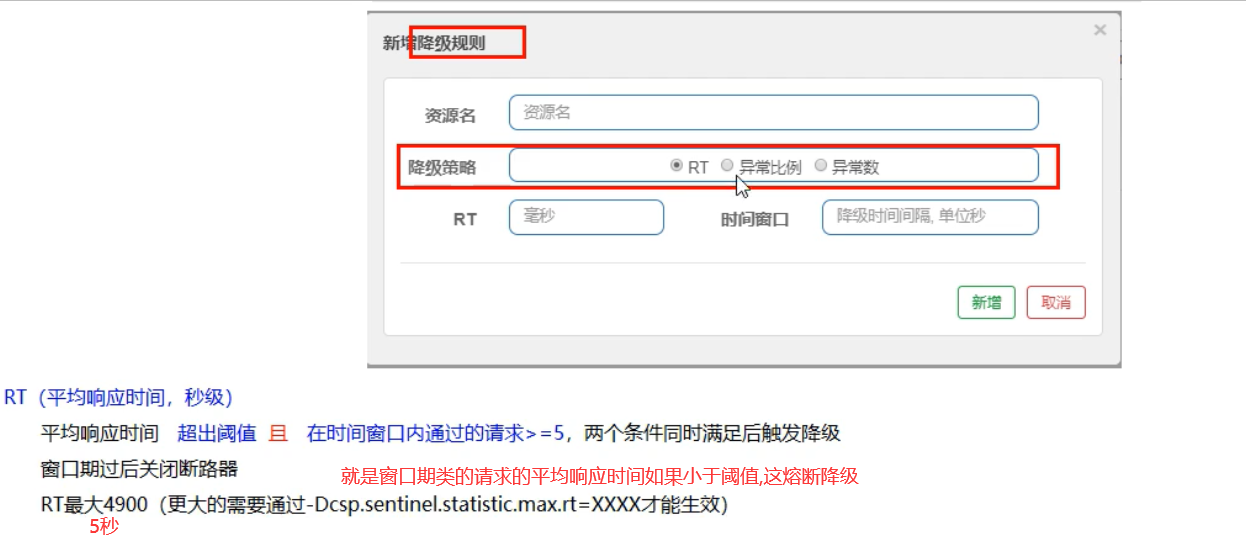 新增降级规则 ×
资源名 资源名
降级策略 RT 异常比例 异常数
RT 毫秒 时间窗口 降级时间间隔, 单位秒
新增 取消
RT（平均响应时间，秒级）
平均响应时间 超出阈值 且 在时间窗口内通过的请求>=5，两个条件同时满足后触发降级
窗口期过后关闭断路器
就是窗口期类的请求的平均响应时间如果小于阈值,这熔断降级
RT最大4900（更大的需要通过-Dcsp.sentinel.statistic.max.rt=XXXX才能生效）
5秒